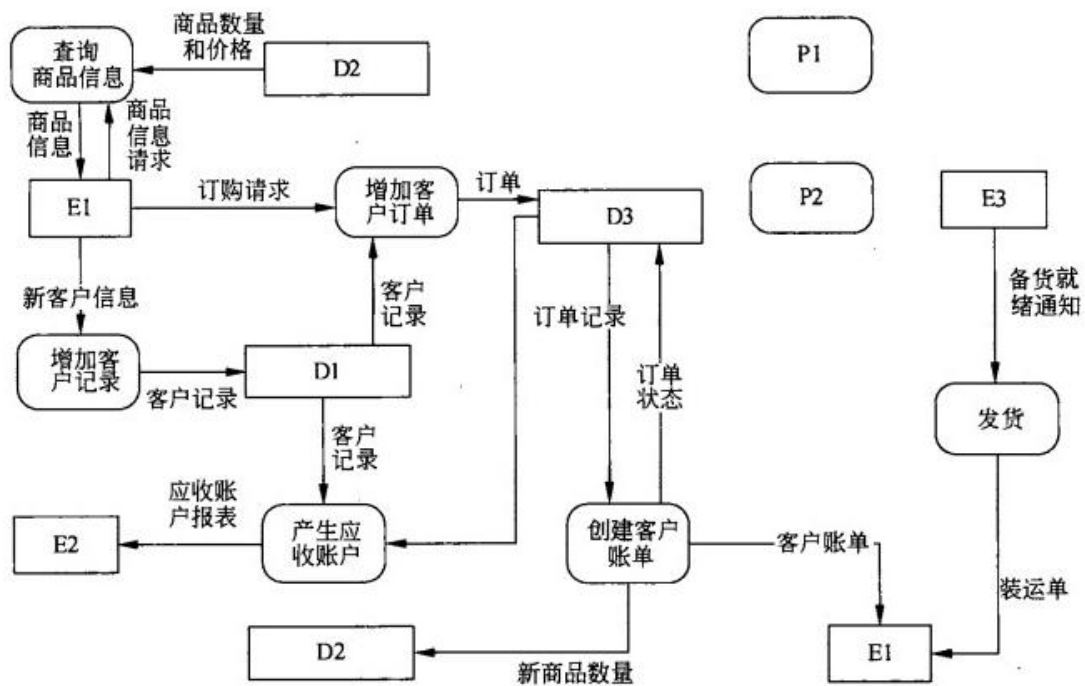 商品数量
和价格
查询
商品信息
D2
P1
商品
信息
商品
信息
请求
E1
订购请求
增加客
户订单
订单
D3
P2
E3
新客户信息
客户
记录
订单记录
备货就
绪通知
增加客
户记录
客户记录
D1
订单
状态
发货
客户
记录
应收账
户报表
E2
产生应
收账户
创建客户
账单
客户账单
装运单
D2
新商品数量
E1